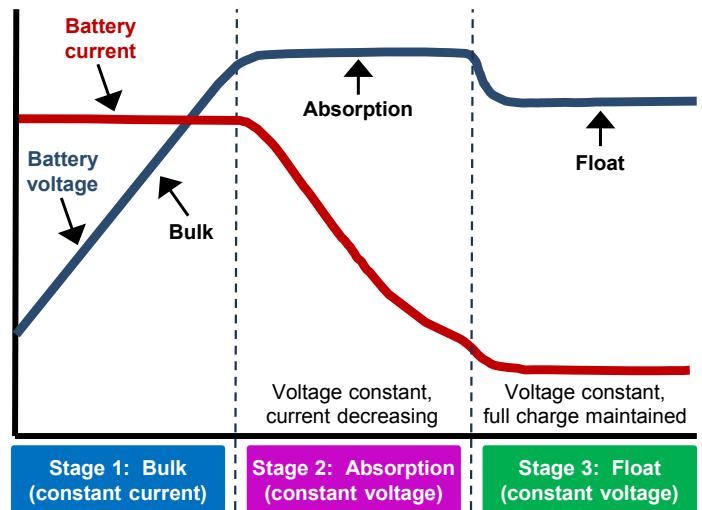 Battery
current
Absorption
Battery
voltage
Bulk
Float
Voltage constant,
current decreasing
Voltage constant,
full charge maintained
Stage 1:  Bulk
(constant current)
Stage 2:  Absorption
(constant voltage)
Stage 3:  Float
(constant voltage)